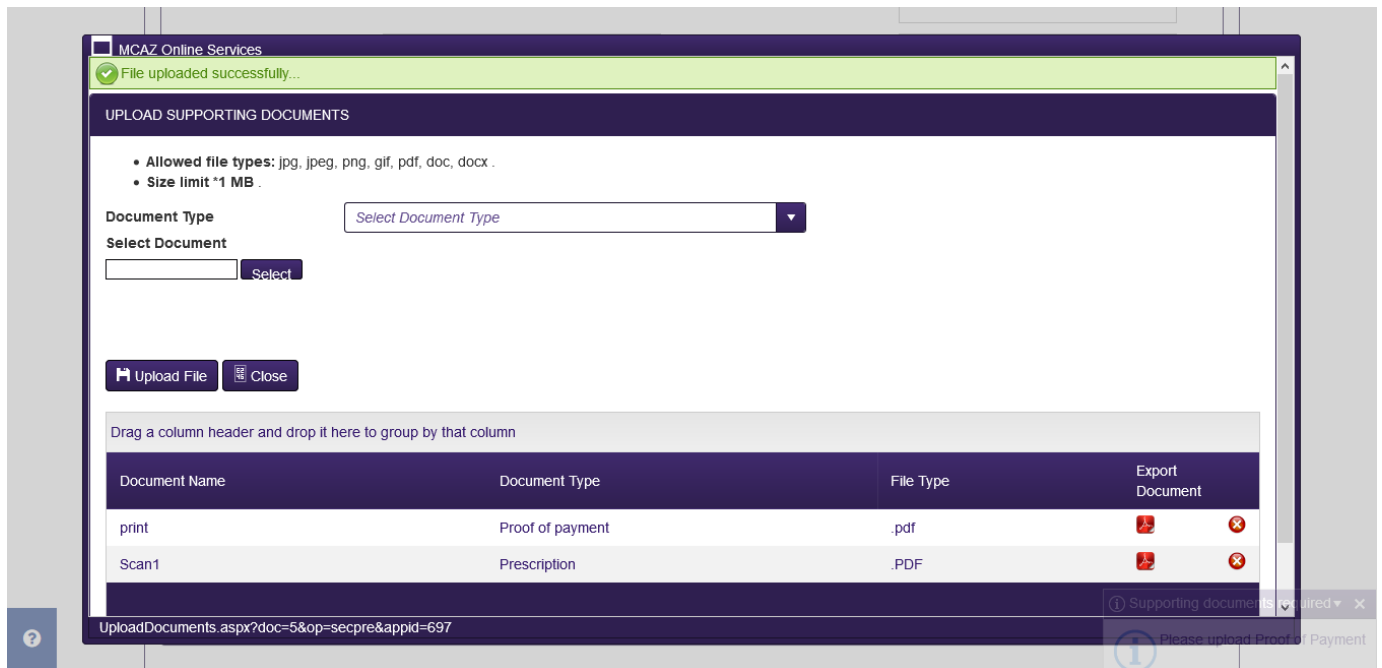 MCAZ Online Services
File uploaded successfully...
UPLOAD SUPPORTING DOCUMENTS
• Allowed file types: jpg, jpeg, png, gif, pdf, doc, docx .
• Size limit *1 MB .
Document Type
Select Document Type
Select Document
Select
Upload File
Close
Drag a column header and drop it here to group by that column
Document Name Document Type File Type Export Document
print Proof of payment .pdf
Scan1 Prescription .PDF
Supporting documents required
UploadDocuments.aspx?doc=5&op=secpre&appid=697
Please upload Proof of Payment